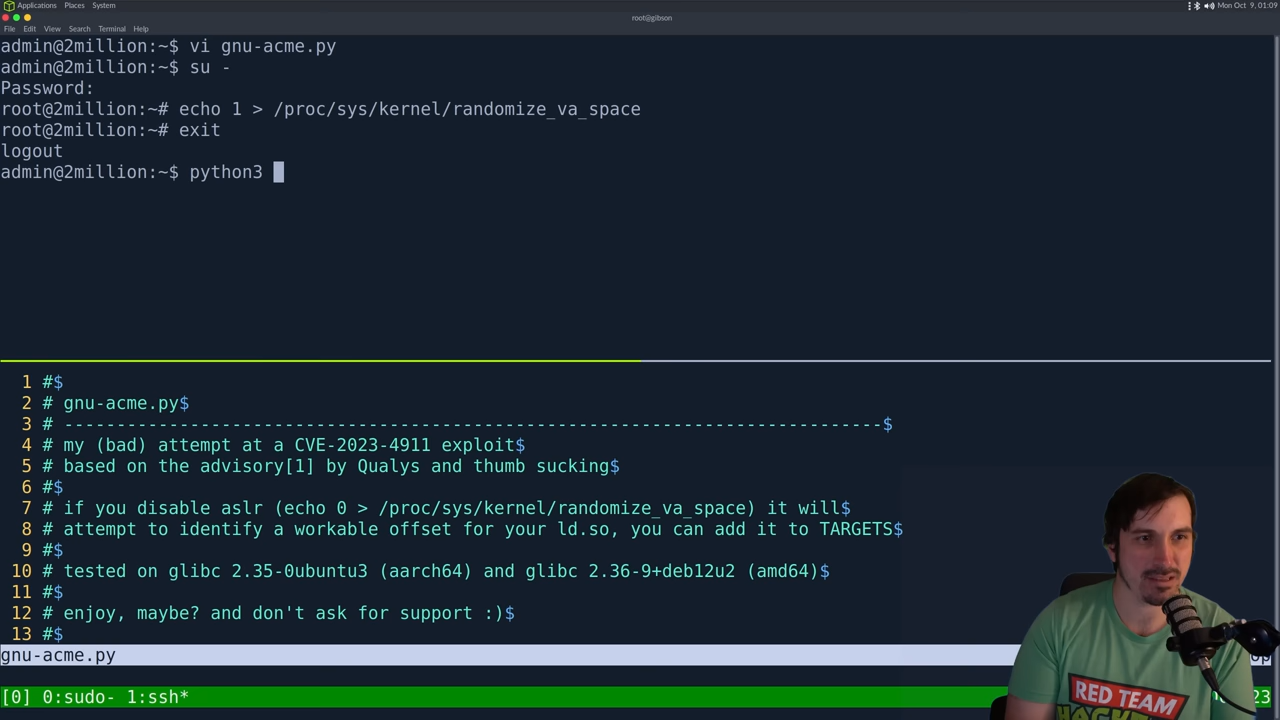 Applications Places System
Mon Oct 9, 01:09
root@gibson
File Edit View Search Terminal Help
admin@2million:~$ vi gnu-acme.py
admin@2million:~$ su -
Password:
root@2million:~# echo 1 > /proc/sys/kernel/randomize_va_space
root@2million:~# exit
logout
admin@2million:~$ python3
1 #$
2 # gnu-acme.py$
3 # ------------------------------------------------------------------------------$
4 # my (bad) attempt at a CVE-2023-4911 exploit$
5 # based on the advisory[1] by Qualys and thumb sucking$
6 #$
7 # if you disable aslr (echo 0 > /proc/sys/kernel/randomize_va_space) it will$
8 # attempt to identify a workable offset for your ld.so, you can add it to TARGETS$
9 #$
10 # tested on glibc 2.35-0ubuntu3 (aarch64) and glibc 2.36-9+deb12u2 (amd64)$
11 #$
12 # enjoy, maybe? and don't ask for support :)$
13 #$
gnu-acme.py
[0] 0:sudo- 1:ssh*
RED TEAM